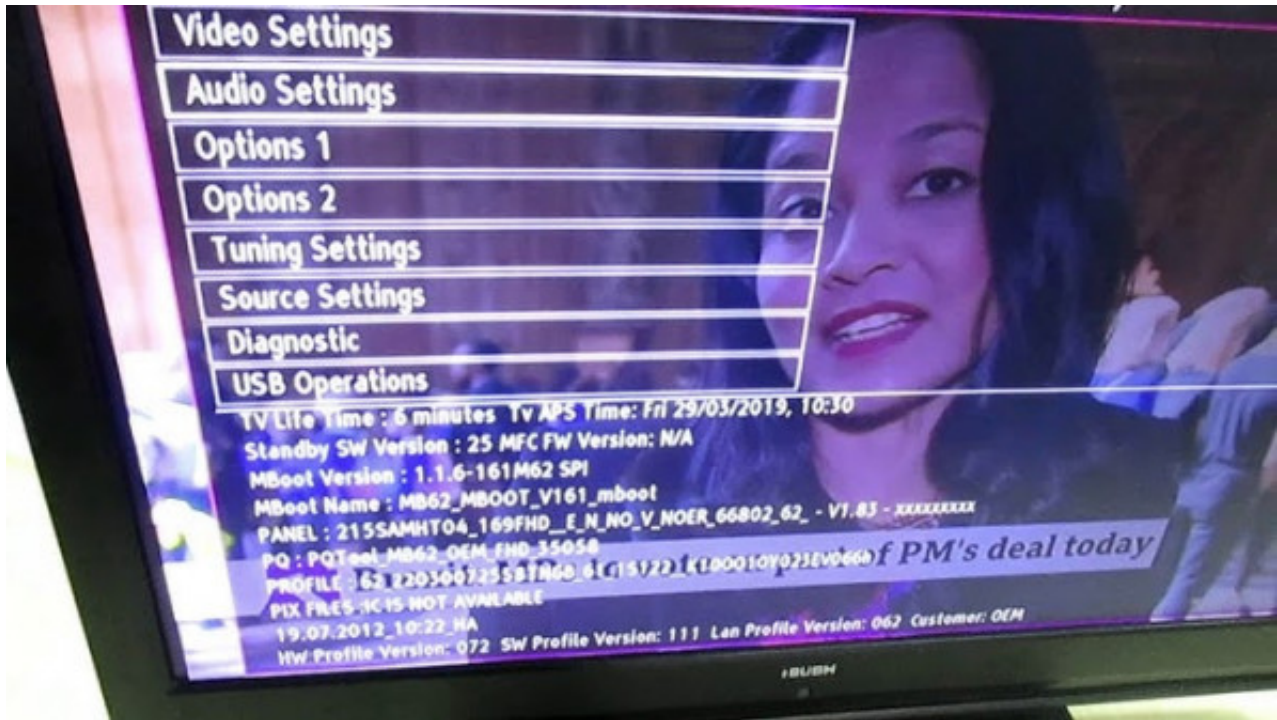 Video Settings
Audio Settings
Options 1
Options 2
Tuning Settings
Source Settings
Diagnostic
USB Operations
TV Life Time : 6 minutes Tv APS Time: Fri 29/03/2019, 10:30
Standby SW Version : 25 MFC FW Version: N/A
MBoot Version : 1.1.6-161M62 SPI
MBoot Name : MB62_MBOOT_V161_mboot
PANEL : 215SAMHT04_169FHD__E_N_NO_V_NOER_66802_62_ - V1.83 - xxxxxxxxx
PQ : PQTool_MB62_OEM_FHD_35058
of PM's deal today
PROFILE :
PIX FILES :IC IS NOT AVAILABLE
19.07.2012_10:22_HA
HW Profile Version: 072 SW Profile Version: 111 Lan Profile Version: 062 Customer: OEM
BUSH